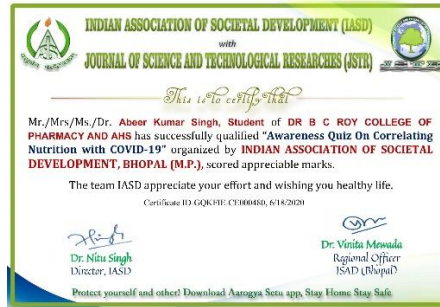 INDIAN ASSOCIATION OF SOCIETAL DEVELOPMENT (IASD)
with
JOURNAL OF SCIENCE AND TECHNOLOGICAL RESEARCHES (JSTR)
JSTR
This is to certify that
Mr./Mrs/Ms./Dr. Abeer Kumar Singh, Student of DR B C ROY COLLEGE OF
PHARMACY AND AHS has successfully qualified "Awareness Quiz On Correlating
Nutrition with COVID-19" organized by INDIAN ASSOCIATION OF SOCIETAL
DEVELOPMENT, BHOPAL (M.P.), scored appreciable marks.
The team IASD appreciate your effort and wishing you healthy life.
Certificate ID-GQKFIE-CE000480, 6/18/2020
Dr. Nitu Singh
Director, IASD
Dr. Vinita Mewada
Regional Officer
ISAD (Bhopal)
Protect yourself and other! Download Aarogya Setu app, Stay Home Stay Safe